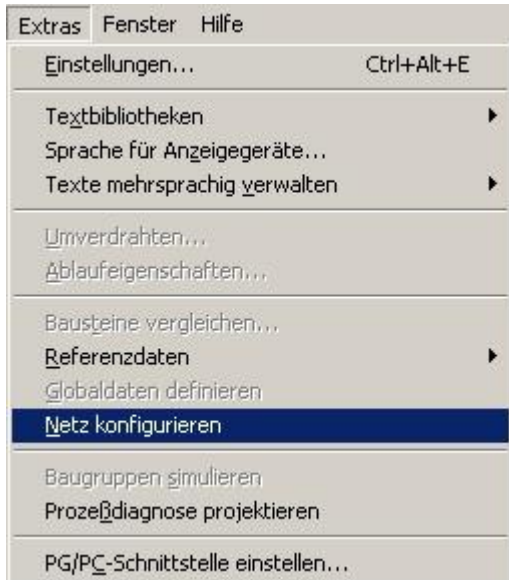 Extras Fenster Hilfe
Einstellungen... Ctrl+Alt+E
Textbibliotheken
Sprache für Anzeigegeräte...
Texte mehrsprachig verwalten
Umverdrahten...
Ablaufeigenschaften...
Bausteine vergleichen...
Referenzdaten
Globaldaten definieren
Netz konfigurieren
Baugruppen simulieren
Prozeßdiagnose projektieren
PG/PC-Schnittstelle einstellen...